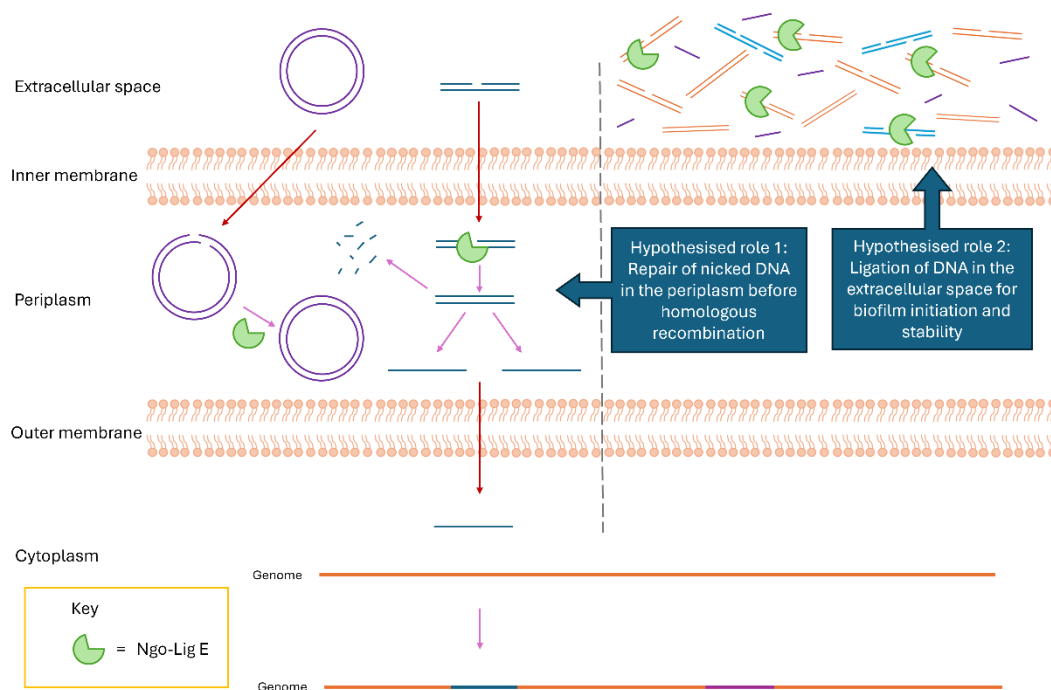 Extracellular space
Inner membrane
Hypothesised role 1:
Repair of nicked DNA
in the periplasm before
homologous
recombination
Hypothesised role 2:
Ligation of DNA in the
extracellular space for
biofilm initiation and
stability
Periplasm
Outer membrane
Cytoplasm
Genome
Key
= Ngo-Lig E
Genome